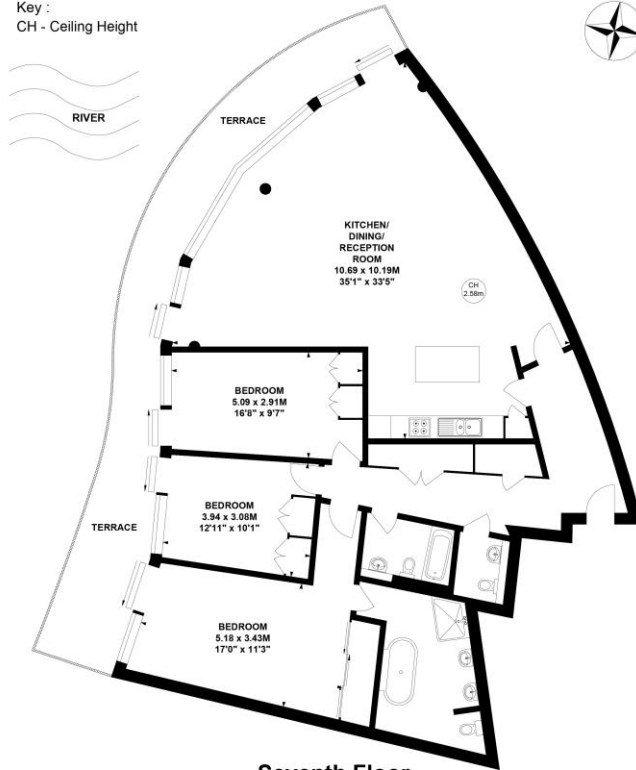 Key :
CH - Ceiling Height
RIVER
TERRACE
KITCHEN/
DINING/
RECEPTION
ROOM
10.69 x 10.19M
35'1" x 33'5"
CH
2.58m
BEDROOM
5.09 x 2.91M
16'8" x 9'7"
BEDROOM
3.94 x 3.08M
12'11" x 10'1"
TERRACE
BEDROOM
5.18 x 3.43M
17'0" x 11'3"
Seventh Floor